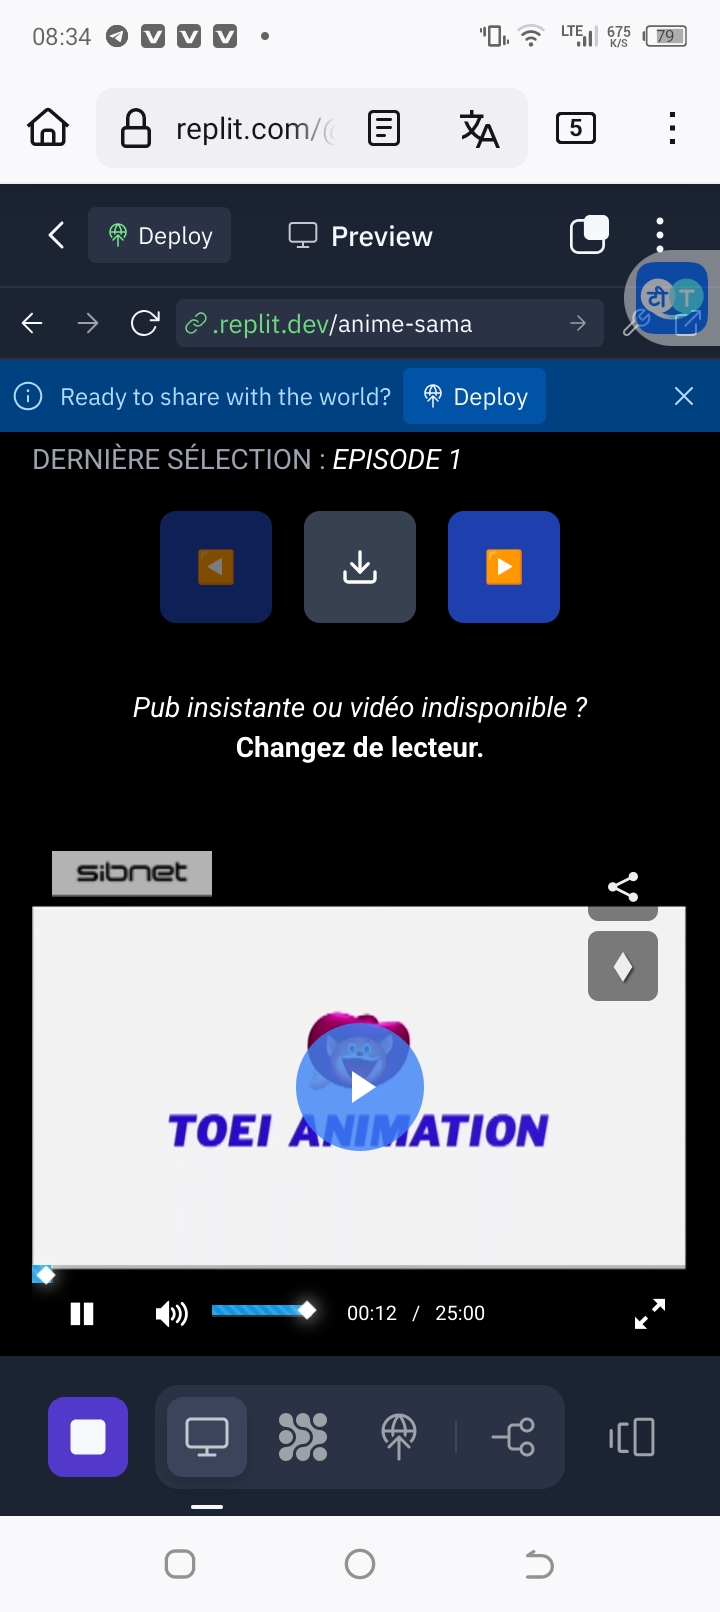 08:34
LTE 675 K/S 79
replit.com/
5
Deploy
Preview
टी T
.replit.dev/anime-sama
Ready to share with the world?
Deploy
DERNIÈRE SÉLECTION : EPISODE 1
Pub insistante ou vidéo indisponible ?
Changez de lecteur.
sibnet
TOEI ANIMATION
00:12 / 25:00